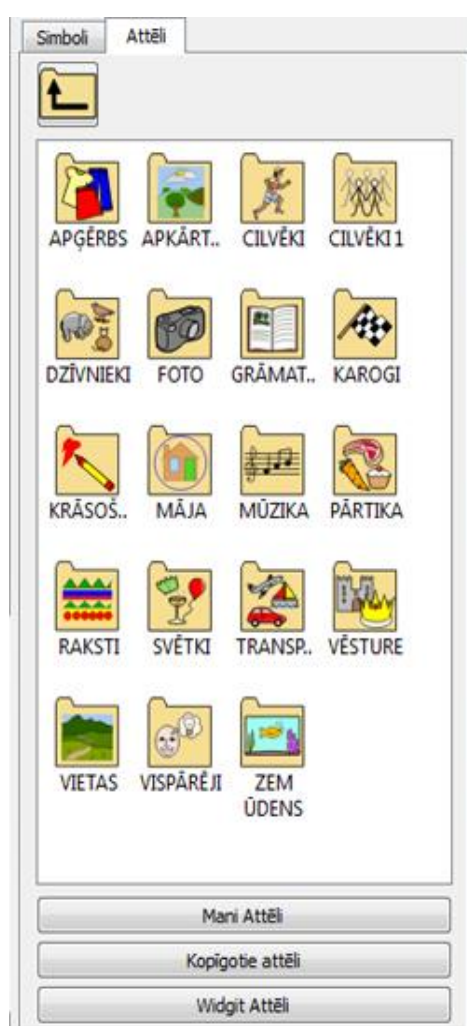 Simboli Attēli
APĢĒRBS APKĀRT.. CILVĒKI CILVĒKI 1
DZĪVNIEKI FOTO GRĀMAT.. KAROGI
KRĀSOŠ.. MĀJA MŪZIKA PĀRTIKA
RAKSTI SVĒTKI TRANSP.. VĒSTURE
VIETAS VISPĀRĒJI ZEM
ŪDENS
Mani Attēli
Kopīgotie attēli
Widgit Attēli